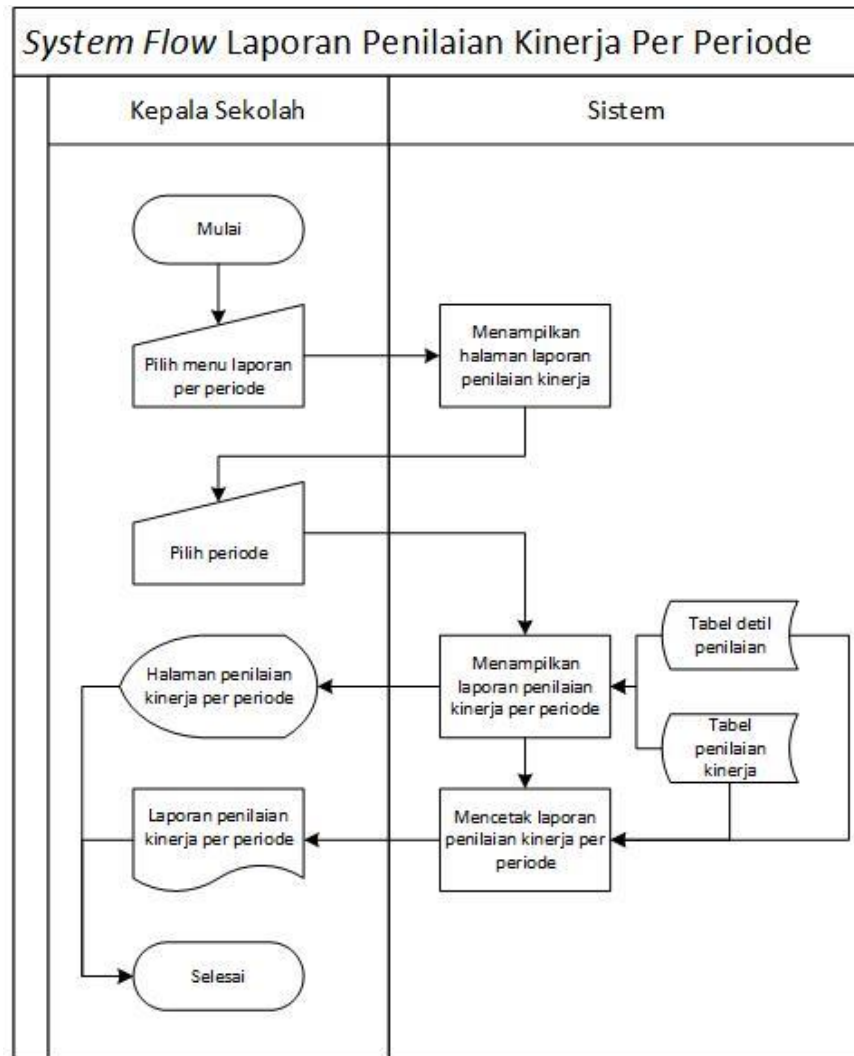 System Flow Laporan Penilaian Kinerja Per Periode
Kepala Sekolah
Sistem
Mulai
Pilih menu laporan
per periode
Menampilkan
halaman laporan
penilaian kinerja
Pilih periode
Halaman penilaian
kinerja per periode
Menampilkan
laporan penilaian
kinerja per periode
Tabel detil
penilaian
Tabel
penilaian
kinerja
Laporan penilaian
kinerja per periode
Mencetak laporan
penilaian kinerja per
periode
Selesai